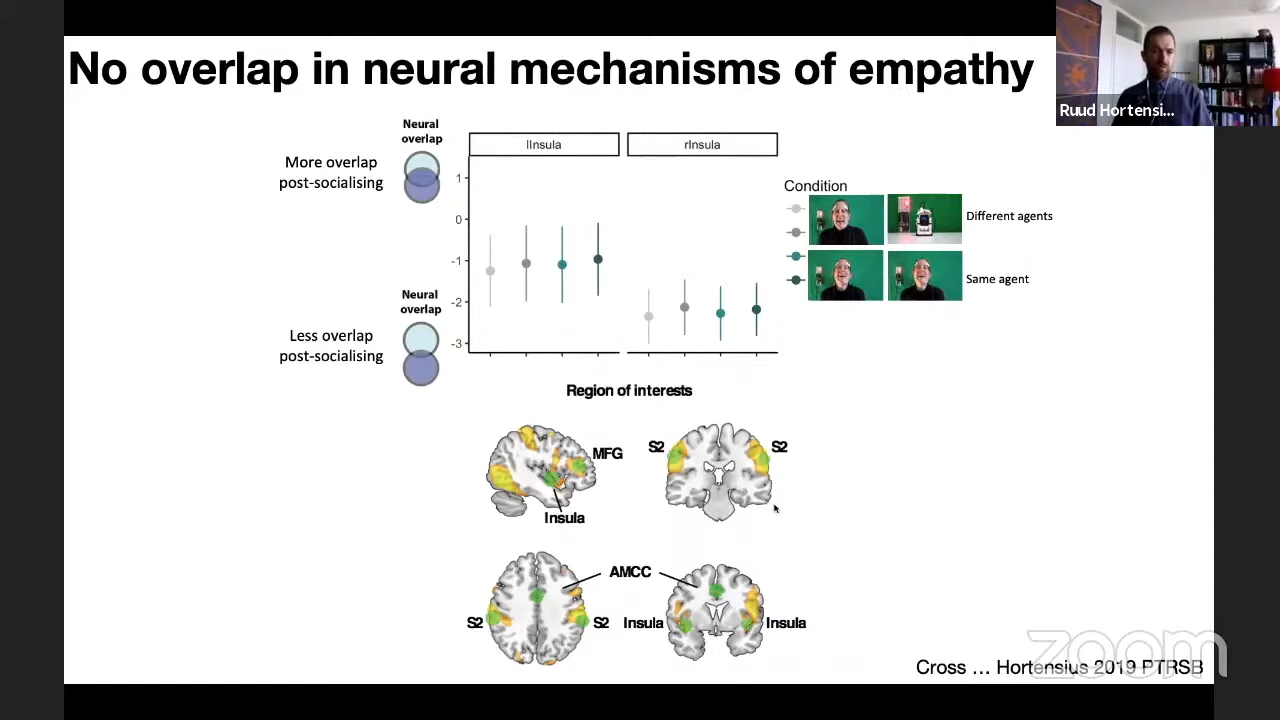 No overlap in neural mechanisms of empathy
Ruud Hortensi...
Neural
overlap
More overlap
post-socialising
Neural
overlap
Less overlap
post-socialising
lInsula
rInsula
1
0
-1
-2
-3
Condition
Different agents
Same agent
Region of interests
MFG
Insula
S2
S2
AMCC
S2
S2
Insula
Insula
Cross … Hortensius 2019 PTRSB
zoom